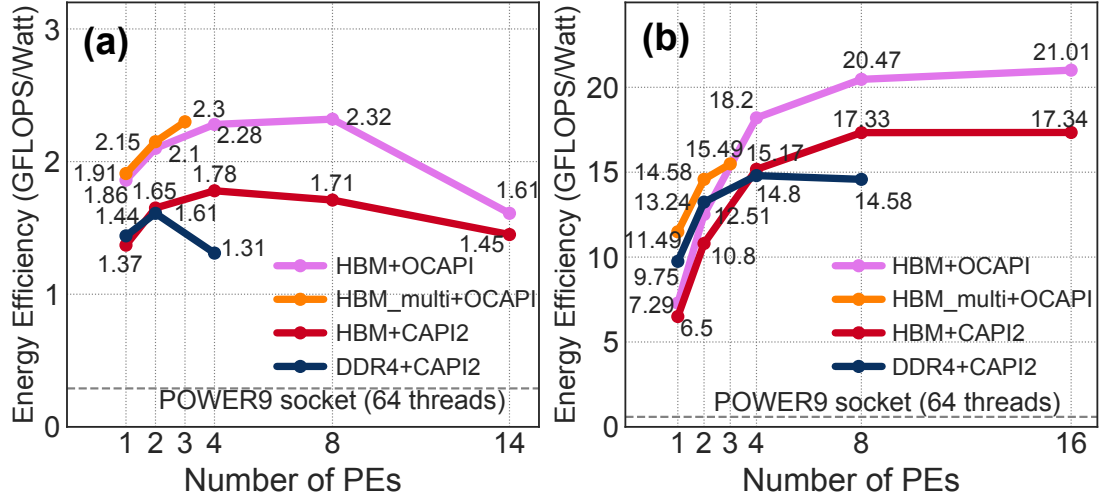 (a)
Energy Efficiency (GFLOPS/Watt)
3
2
1
0
1.91
2.15
2.3
1.86
2.1
2.28
2.32
1.61
1.65
1.78
1.71
1.45
1.44
1.61
1.31
1.37
HBM+OCAPI
HBM_multi+OCAPI
HBM+CAPI2
DDR4+CAPI2
POWER9 socket (64 threads)
1 2 3 4 8 14
Number of PEs
(b)
Energy Efficiency (GFLOPS/Watt)
20
15
10
5
0
18.2
20.47
21.01
14.58
15.49
15.17
17.33
17.34
13.24
14.8
14.58
11.49
12.51
9.75
10.8
7.29
6.5
HBM+OCAPI
HBM_multi+OCAPI
HBM+CAPI2
DDR4+CAPI2
POWER9 socket (64 threads)
1 2 3 4 8 16
Number of PEs